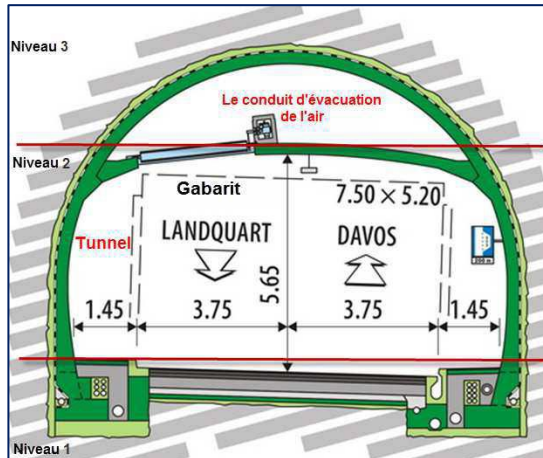 Niveau 3
Le conduit d'évacuation
de l'air
Niveau 2
Gabarit
7.50 × 5.20
Tunnel
LANDQUART
DAVOS
5.65
1.45
3.75
3.75
1.45
Niveau 1